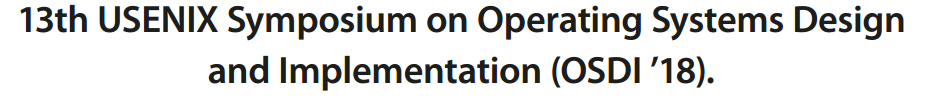 13th USENIX Symposium on Operating Systems Design
and Implementation (OSDI ’18).